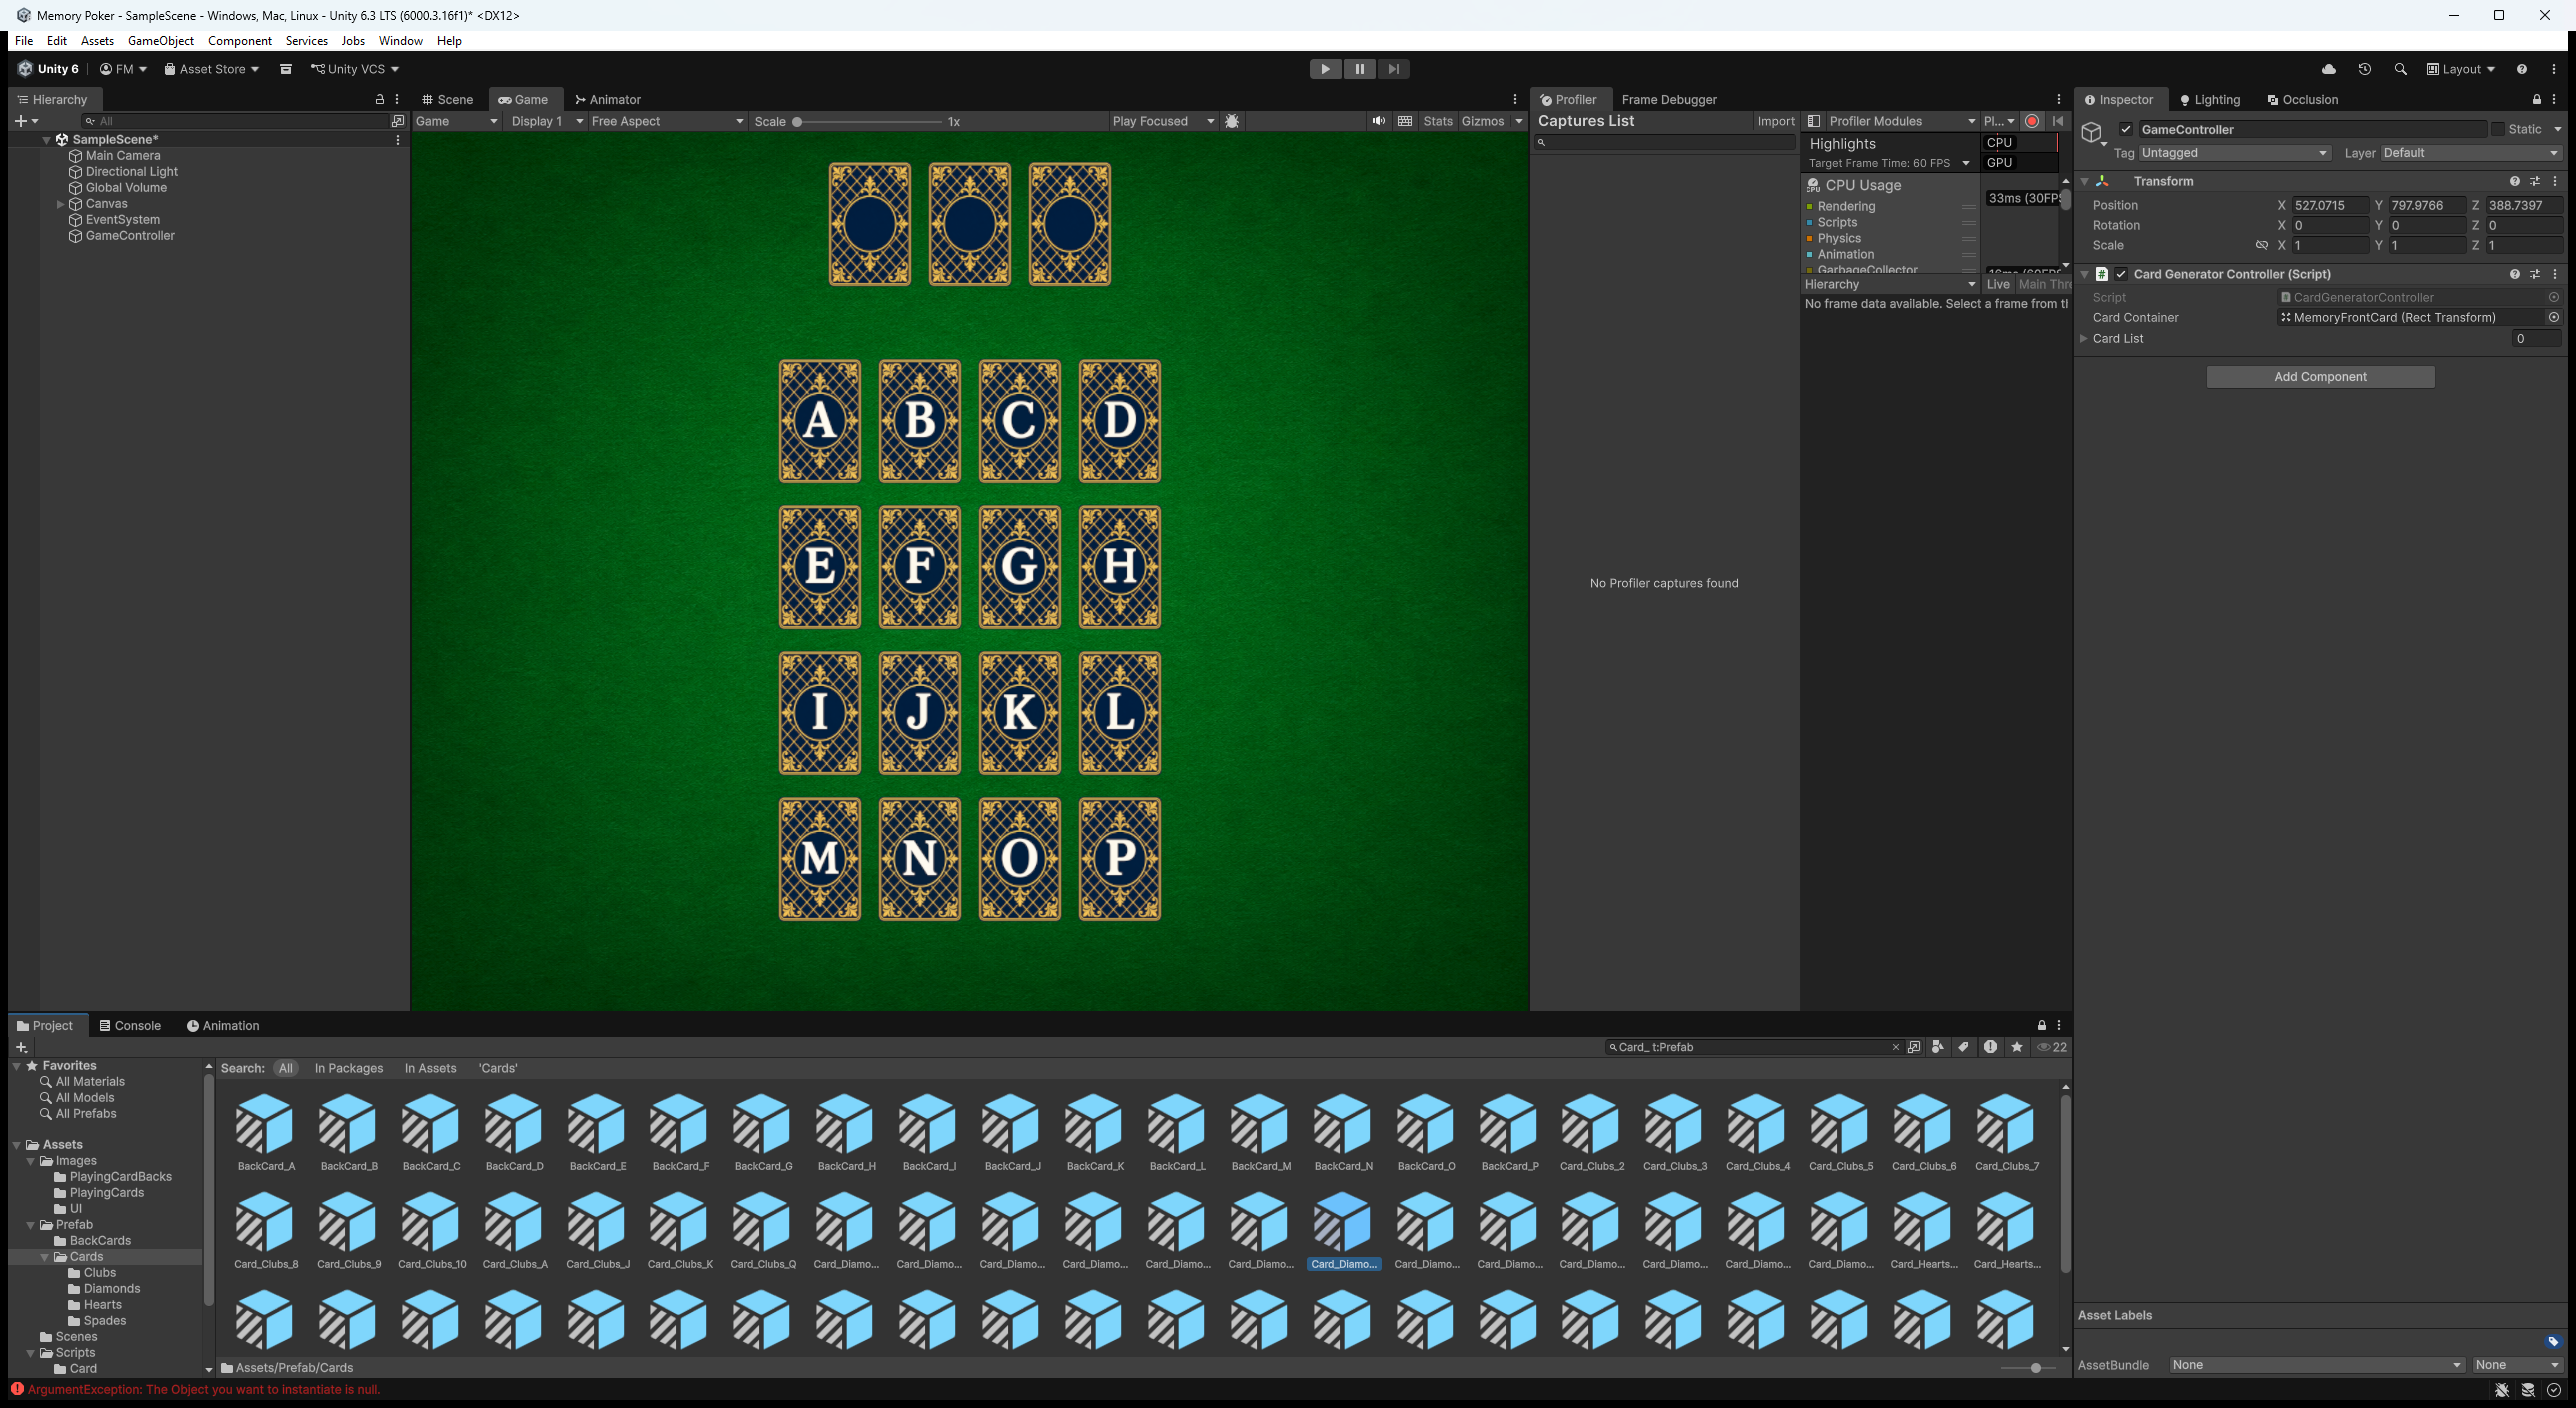 Memory Poker - SampleScene - Windows, Mac, Linux - Unity 6.3 LTS (6000.3.16f1)* <DX12>
File Edit Assets GameObject Component Services Jobs Window Help
Unity 6 FM Asset Store Unity VCS Layout
Hierarchy Scene Game Animator Profiler Frame Debugger Inspector Lighting Occlusion
All Game Display 1 Free Aspect Scale 1x Play Focused Stats Gizmos
SampleScene*
Main Camera
Directional Light
Global Volume
Canvas
EventSystem
GameController
A B C D
E F G H
I J K L
M N O P
Captures List Import
No Profiler captures found
Profiler Modules Pl...
Highlights CPU
Target Frame Time: 60 FPS GPU
CPU Usage
33ms (30FPS
Rendering
Scripts
Physics
Animation
GarbageCollector
Hierarchy Live Main Thre
No frame data available. Select a frame from th
GameController Static
Tag Untagged Layer Default
Transform
Position X 527.0715 Y 797.9766 Z 388.7397
Rotation X 0 Y 0 Z 0
Scale X 1 Y 1 Z 1
# Card Generator Controller (Script)
Script CardGeneratorController
Card Container MemoryFrontCard (Rect Transform)
Card List 0
Add Component
Project Console Animation
Card_ t:Prefab 22
Favorites
All Materials
All Models
All Prefabs
Assets
Images
PlayingCardBacks
PlayingCards
UI
Prefab
BackCards
Cards
Clubs
Diamonds
Hearts
Spades
Scenes
Scripts
Card
Search: All In Packages In Assets 'Cards'
BackCard_A BackCard_B BackCard_C BackCard_D BackCard_E BackCard_F BackCard_G BackCard_H BackCard_I BackCard_J BackCard_K BackCard_L BackCard_M BackCard_N BackCard_O BackCard_P Card_Clubs_2 Card_Clubs_3 Card_Clubs_4 Card_Clubs_5 Card_Clubs_6 Card_Clubs_7
Card_Clubs_8 Card_Clubs_9 Card_Clubs_10 Card_Clubs_A Card_Clubs_J Card_Clubs_K Card_Clubs_Q Card_Diamo... Card_Diamo... Card_Diamo... Card_Diamo... Card_Diamo... Card_Diamo... Card_Diamo... Card_Diamo... Card_Diamo... Card_Diamo... Card_Diamo... Card_Diamo... Card_Diamo... Card_Hearts... Card_Hearts...
Assets/Prefab/Cards
Asset Labels
AssetBundle None None
ArgumentException: The Object you want to instantiate is null.